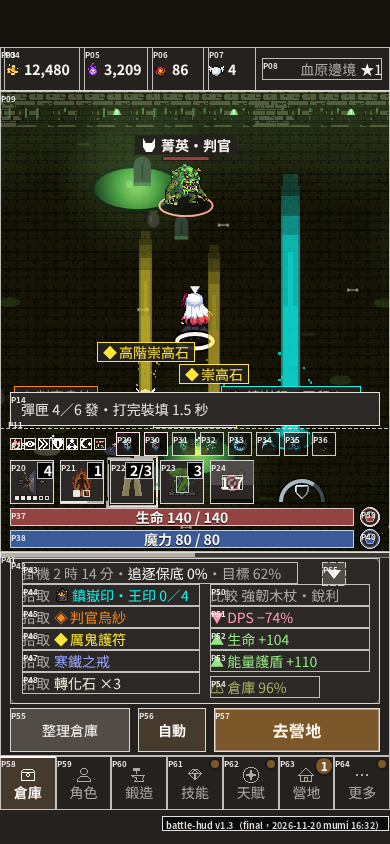 P04 12,480
P05 3,209
P06 86
P07 4
P08 血原邊境 ★1
P09
菁英・判官
◆高階崇高石
◆崇高石
P14
彈匣 4／6 發・打完裝填 1.5 秒
P11
P29 P30 P31 P32 P33 P34 P35 P36
P20 4
P21 1
P22 2/3
P23 3
P24 1.7
P37 生命 140 / 140 P39
P38 魔力 80 / 80 P40
P41
掛機 2 時 14 分・追逐保底 0%・目標 62%
P44 拾取 鎮獄印・王印 0／4
比較 強韌木杖・銳利
P45 拾取 ◈判官烏紗
P51 ▼DPS −74%
P46 拾取 ◆厲鬼護符
P52 ▲生命 +104
P47 拾取 寒鐵之戒
P53 ▲能量護盾 +110
P48 拾取 轉化石 ×3
P54 倉庫 96%
P55 整理倉庫
P56 自動
P57 去營地
P58 倉庫
P59 角色
P60 鍛造
P61 技能
P62 天賦
P63 1 營地
P64 更多
battle-hud v1.3（final，2026-11-20 mumi 16:32）